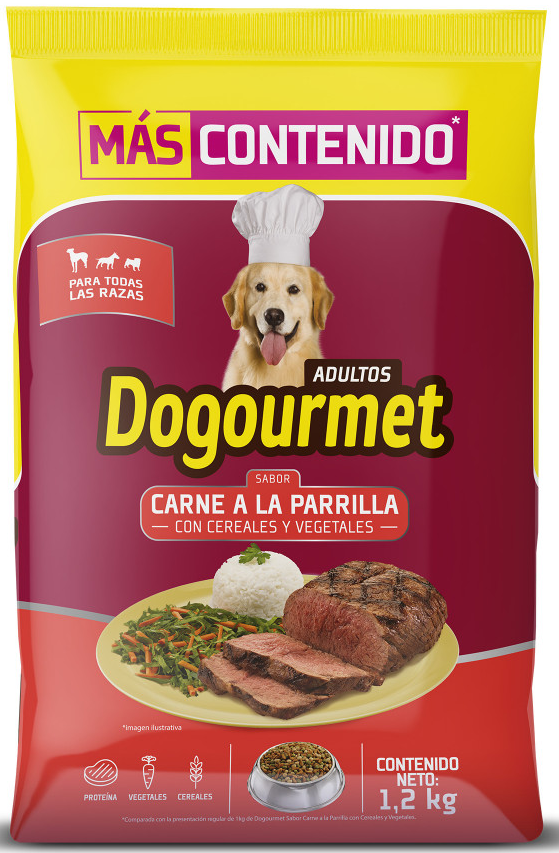 MÁS CONTENIDO*
PARA TODAS
LAS RAZAS
ADULTOS
Dogourmet
SABOR
CARNE A LA PARRILLA
CON CEREALES Y VEGETALES
*Imagen ilustrativa
PROTEÍNA
VEGETALES
CEREALES
CONTENIDO
NETO:
1,2 kg
*Comparado con la presentación regular de 1kg de Dogourmet Sabor Carne a la Parrilla con Cereales y Vegetales.